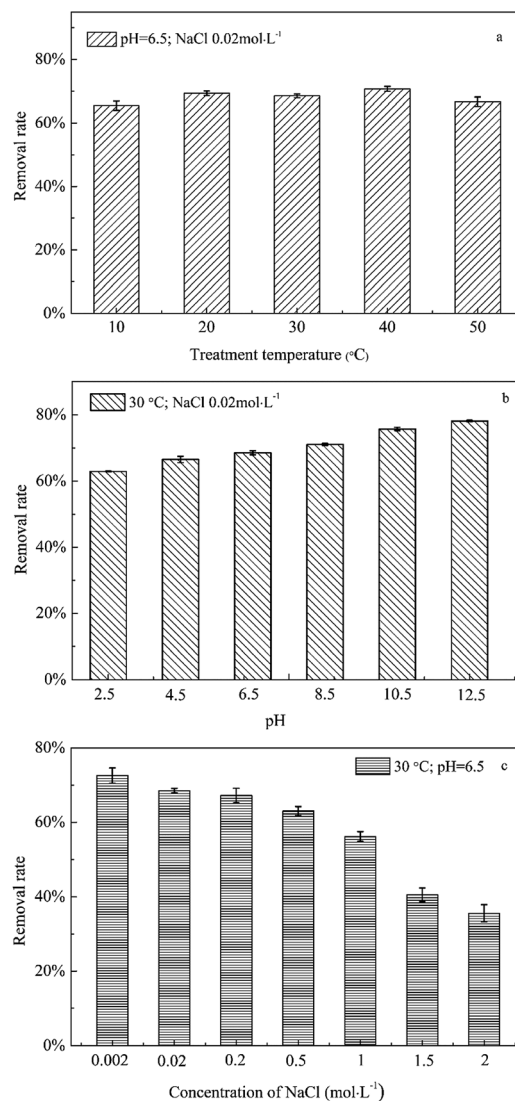 pH=6.5; NaCl 0.02mol·L⁻¹
a
80%
60%
40%
20%
0%
Removal rate
10 20 30 40 50
Treatment temperature (°C)
30 °C; NaCl 0.02mol·L⁻¹
b
80%
60%
40%
20%
0%
Removal rate
2.5 4.5 6.5 8.5 10.5 12.5
pH
80%
30 °C; pH=6.5 c
60%
40%
20%
0%
Removal rate
0.002 0.02 0.2 0.5 1 1.5 2
Concentration of NaCl (mol·L⁻¹)